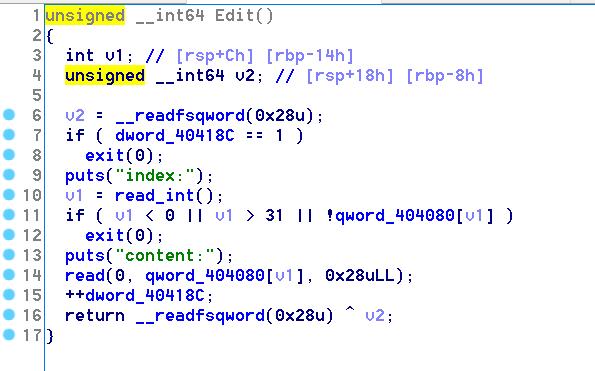 1 unsigned __int64 Edit()
2 {
3   int v1; // [rsp+Ch] [rbp-14h]
4   unsigned __int64 v2; // [rsp+18h] [rbp-8h]
5
6   v2 = __readfsqword(0x28u);
7   if ( dword_40418C == 1 )
8     exit(0);
9   puts("index:");
10   v1 = read_int();
11   if ( v1 < 0 || v1 > 31 || !qword_404080[v1] )
12     exit(0);
13   puts("content:");
14   read(0, qword_404080[v1], 0x28uLL);
15   ++dword_40418C;
16   return __readfsqword(0x28u) ^ v2;
17 }